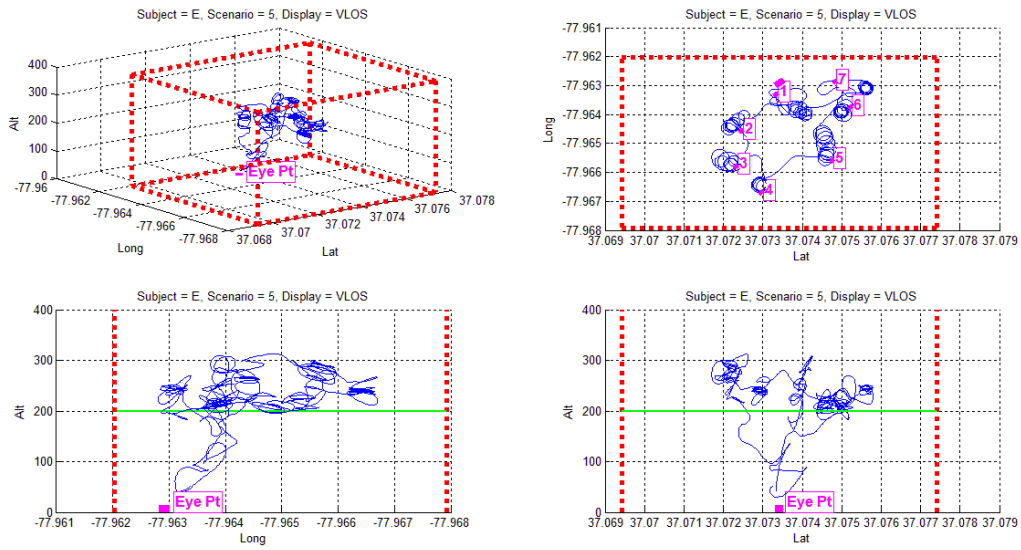 Subject = E, Scenario = 5, Display = VLOS
400
300
200
100
0
Alt
-77.96
-77.962
-77.964
-77.966
-77.968
Long
37.068
37.07
37.072
37.074
37.076
37.078
Lat
Eye Pt
Subject = E, Scenario = 5, Display = VLOS
-77.961
-77.962
-77.963
-77.964
-77.965
-77.966
-77.967
-77.968
Long
37.069 37.07 37.071 37.072 37.073 37.074 37.075 37.076 37.077 37.078 37.079
Lat
1
2
3
4
5
6
7
Subject = E, Scenario = 5, Display = VLOS
400
300
200
100
0
Alt
Eye Pt
-77.961 -77.962 -77.963 -77.964 -77.965 -77.966 -77.967 -77.968
Long
Subject = E, Scenario = 5, Display = VLOS
400
300
200
100
0
Alt
Eye Pt
37.069 37.07 37.071 37.072 37.073 37.074 37.075 37.076 37.077 37.078 37.079
Lat